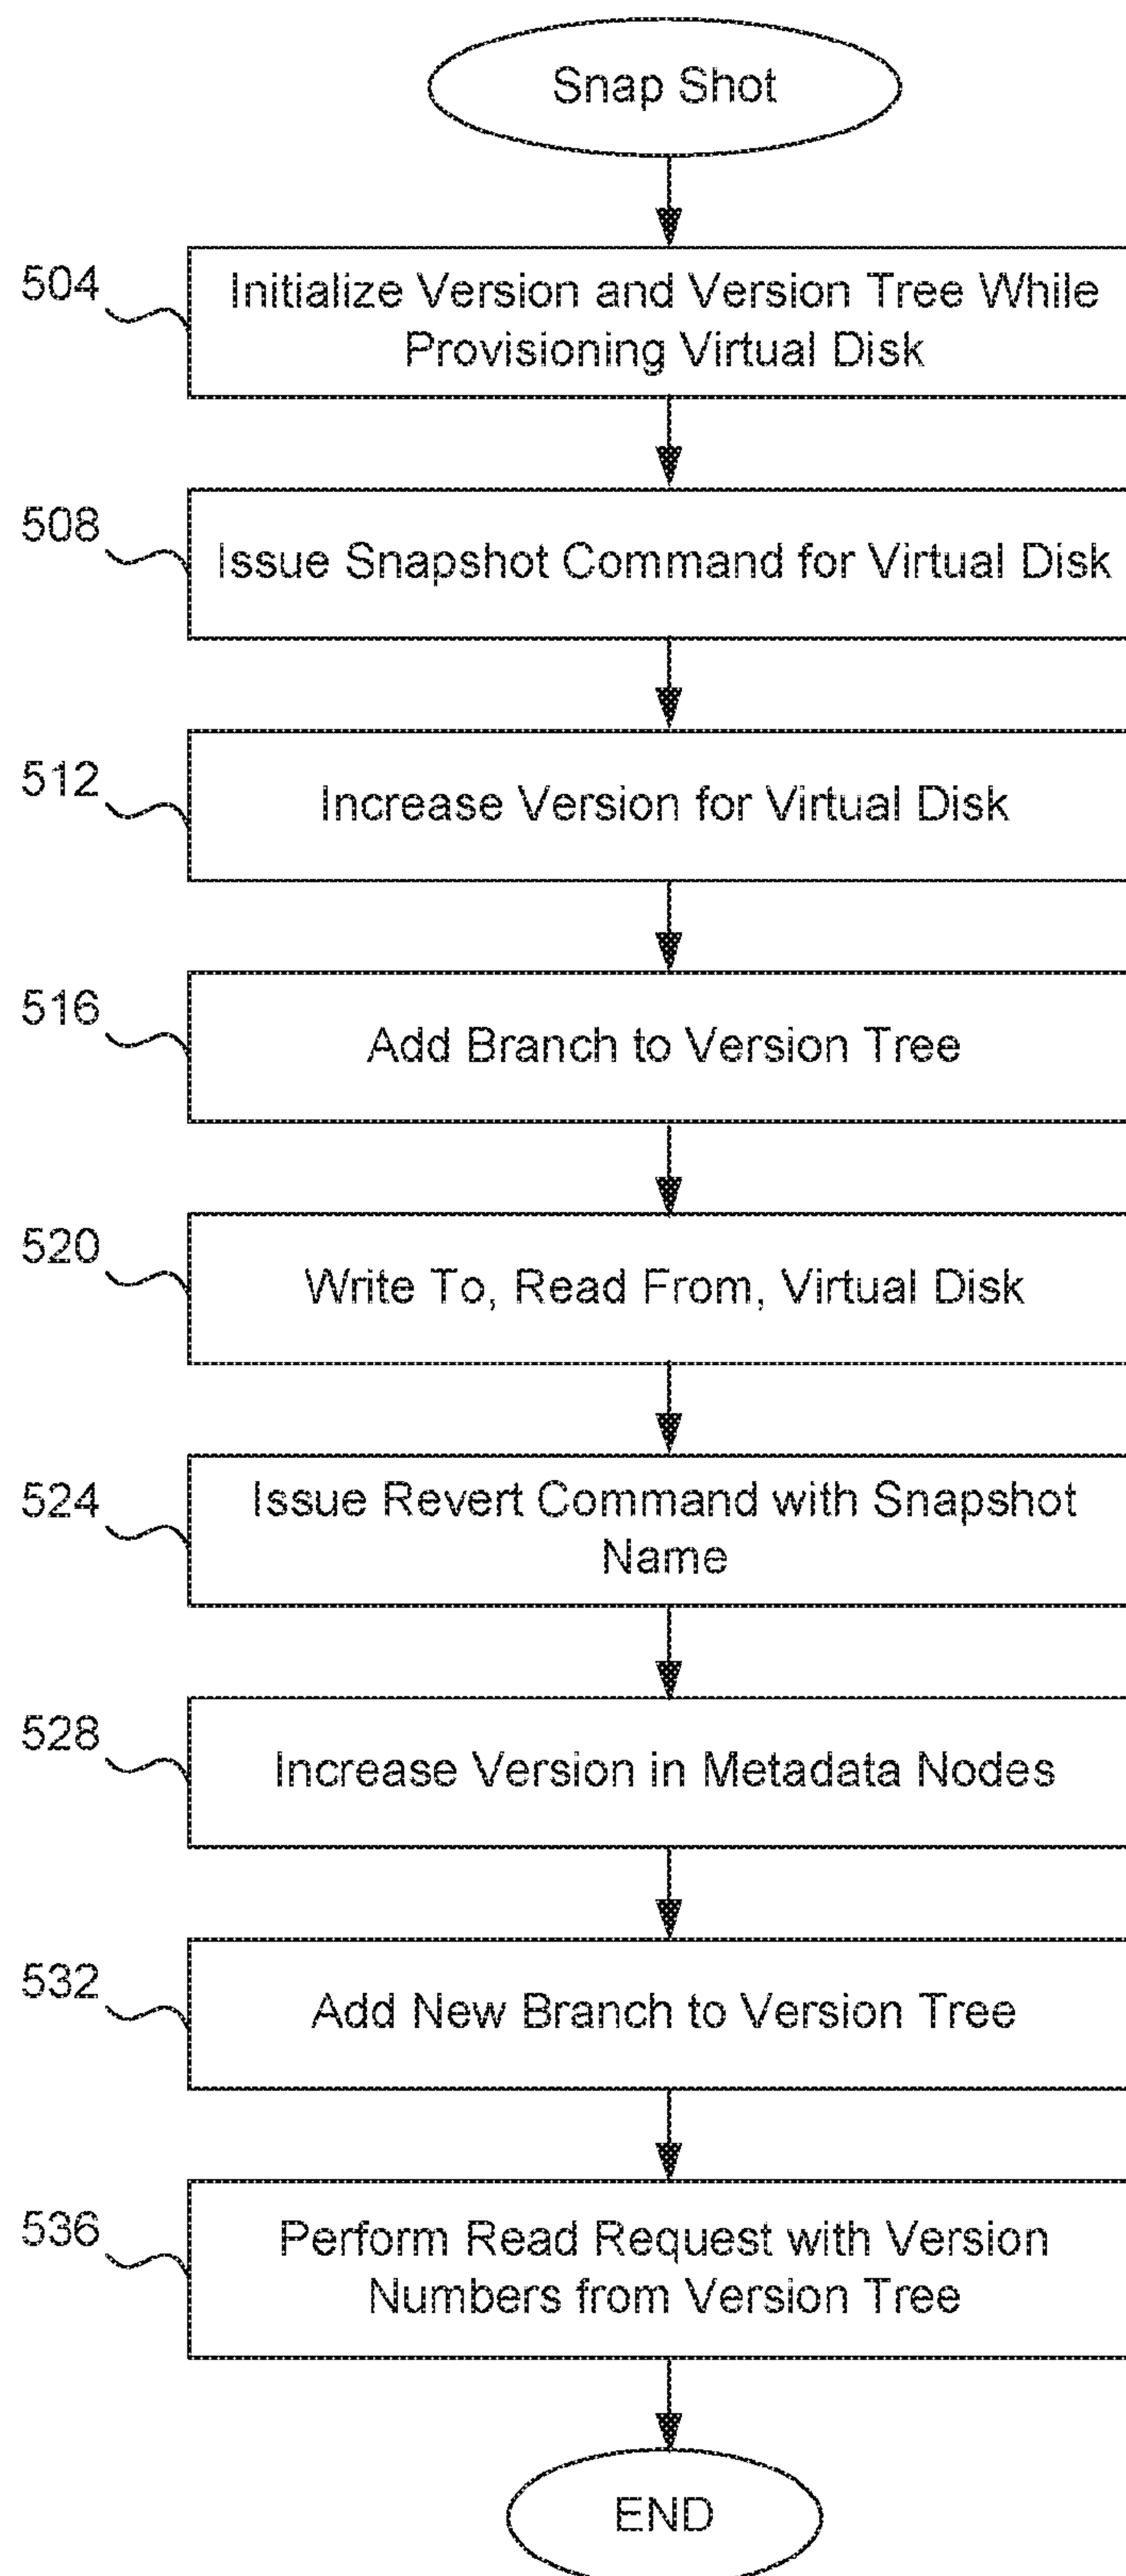 Snap Shot
504
Initialize Version and Version Tree While
Provisioning Virtual Disk
508
Issue Snapshot Command for Virtual Disk
512
Increase Version for Virtual Disk
516
Add Branch to Version Tree
520
Write To, Read From, Virtual Disk
524
Issue Revert Command with Snapshot
Name
528
Increase Version in Metadata Nodes
532
Add New Branch to Version Tree
536
Perform Read Request with Version
Numbers from Version Tree
END